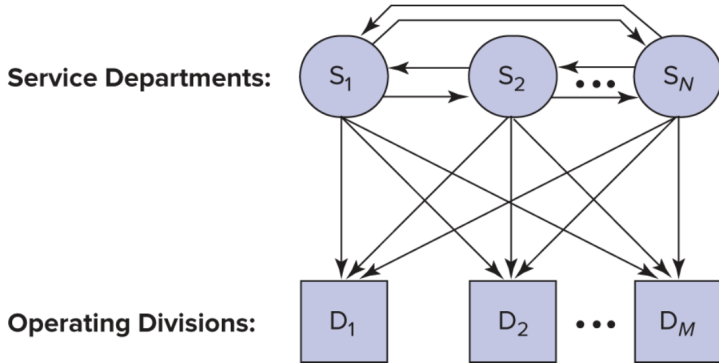 Service Departments: S1 S2 ••• SN
Operating Divisions: D1 D2 ••• DM